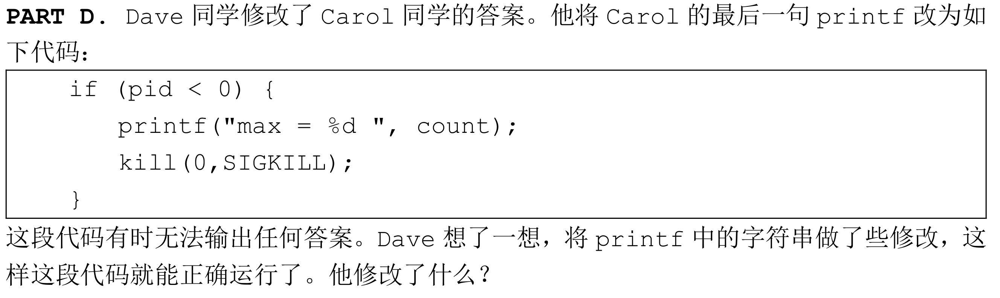 PART D. Dave 同学修改了 Carol 同学的答案。他将 Carol 的最后一句 printf 改为如
下代码：
if (pid < 0) {
printf("max = %d ", count);
kill(0,SIGKILL);
}
这段代码有时无法输出任何答案。Dave 想了一想，将 printf 中的字符串做了些修改，这
样这段代码就能正确运行了。他修改了什么？